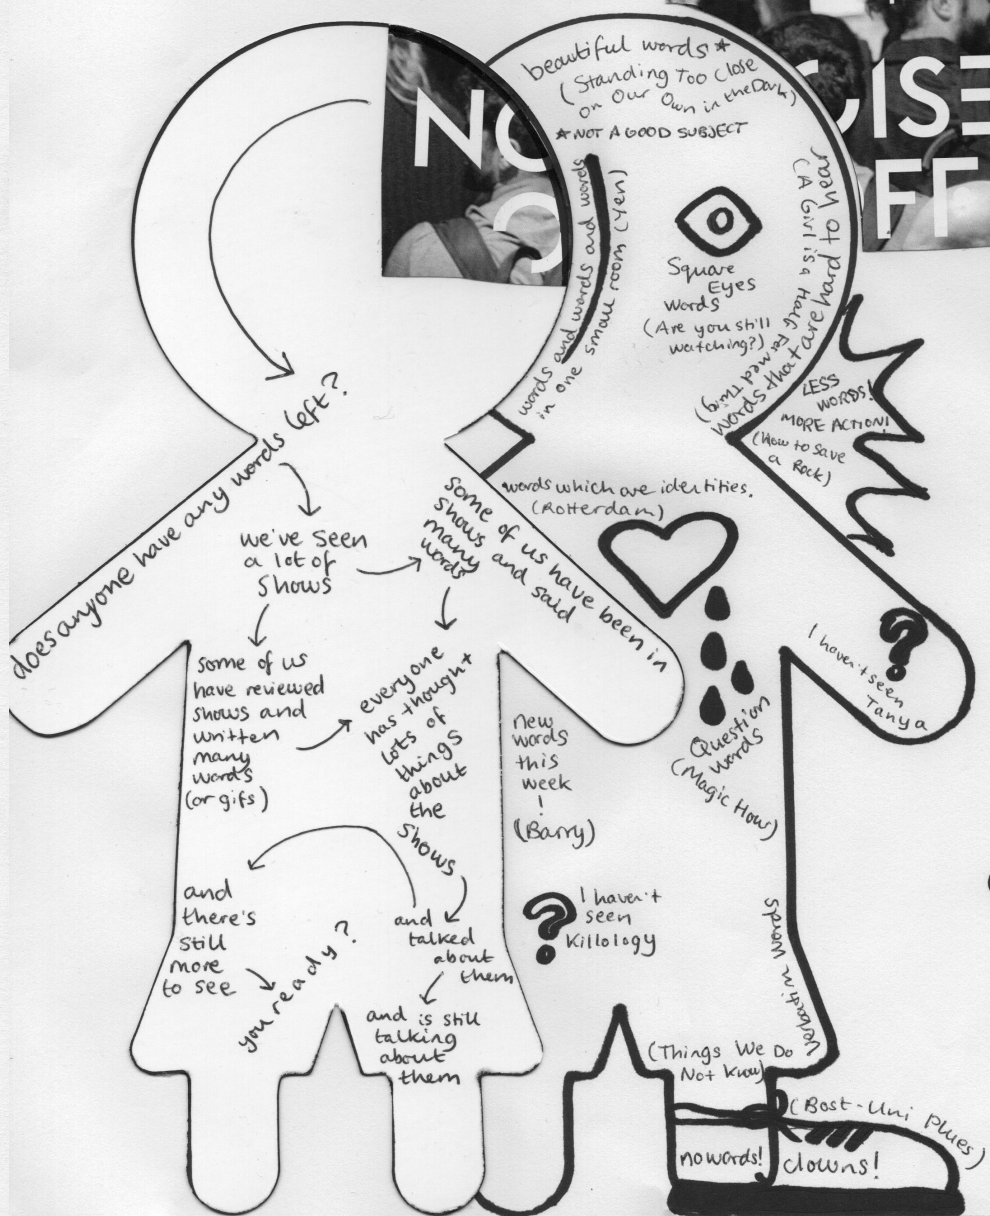 NO
CISE
O
FT
beautiful words *
(Standing Too Close
on Our Own in the Dark)
* NOT A GOOD SUBJECT
words and words and words and words
in one small room (Yen)
Square
Eyes
words
(Are you still
watching?)
words that are hard to hear
(A Girl is a Half Formed Thing)
LESS
WORDS!
MORE ACTION!
(How to save
a Rock)
words which are identities.
(Rotterdam)
I haven't seen
Tanya
Question
words
(Magic Hour)
new
words
this
week
!
(Barry)
I haven't
seen
Killology
Verbatim words
(Things We Do
Not Know)
no words!
clowns!
(Bost-Uni Plues)
does anyone have any words left?
we've seen
a lot of
shows
some of us have been in
shows and said
many
words
some of us
have reviewed
shows and
written
many
words
(or gifs)
everyone
has thought
lots of
things
about
the
shows
and
talked
about
them
and is still
talking
about
them
and
there's
still
more
to see
you ready?